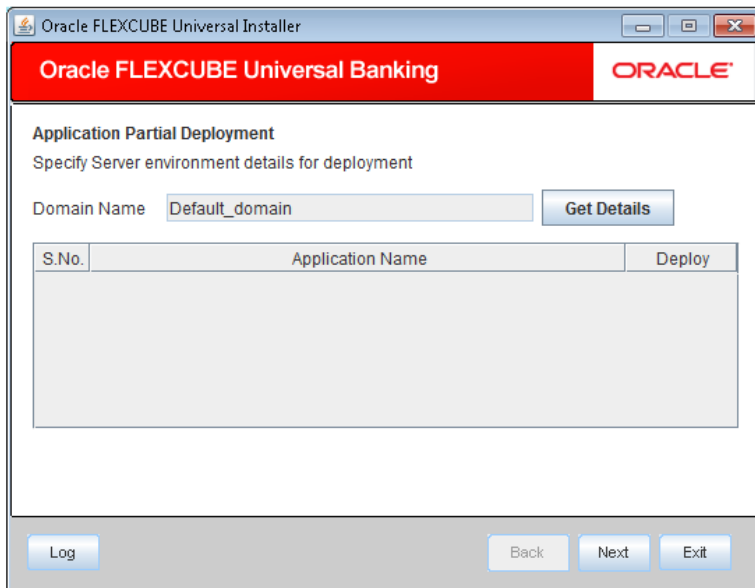 Oracle FLEXCUBE Universal Installer
Oracle FLEXCUBE Universal Banking
ORACLE
Application Partial Deployment
Specify Server environment details for deployment
Domain Name Default_domain Get Details
S.No. Application Name Deploy
Log Back Next Exit